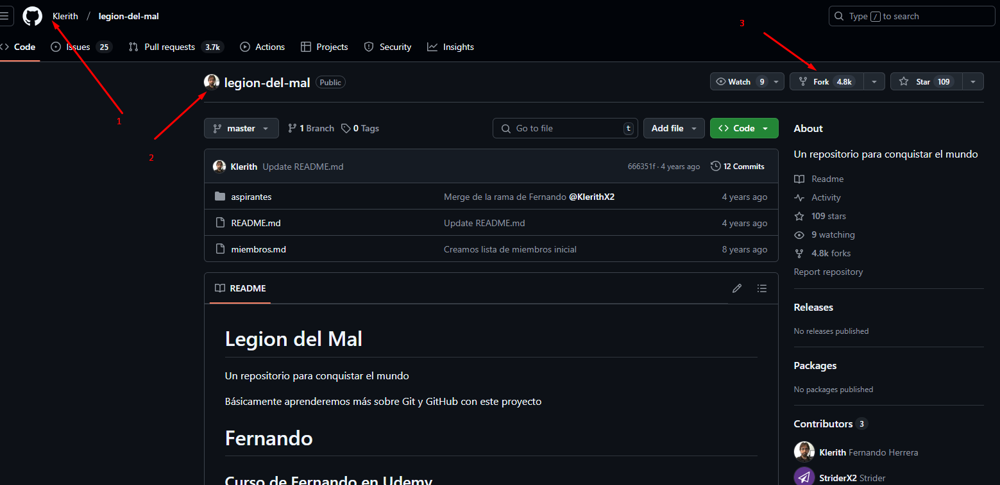 Klerith / legion-del-mal
Type / to search
3
Code Issues 25 Pull requests 3.7k Actions Projects Security Insights
legion-del-mal Public
Watch 9 Fork 4.8k Star 109
1
2
master 1 Branch 0 Tags
Go to file t Add file Code
Klerith Update README.md 666351f · 4 years ago 12 Commits
aspirantes Merge de la rama de Fernando @KlerithX2 4 years ago
README.md Update README.md 4 years ago
miembros.md Creamos lista de miembros inicial 8 years ago
README
Legion del Mal
Un repositorio para conquistar el mundo
Básicamente aprenderemos más sobre Git y GitHub con este proyecto
Fernando
Curso de Fernando en Udemy
About
Un repositorio para conquistar el mundo
Readme
Activity
109 stars
9 watching
4.8k forks
Report repository
Releases
No releases published
Packages
No packages published
Contributors 3
Klerith Fernando Herrera
StriderX2 Strider